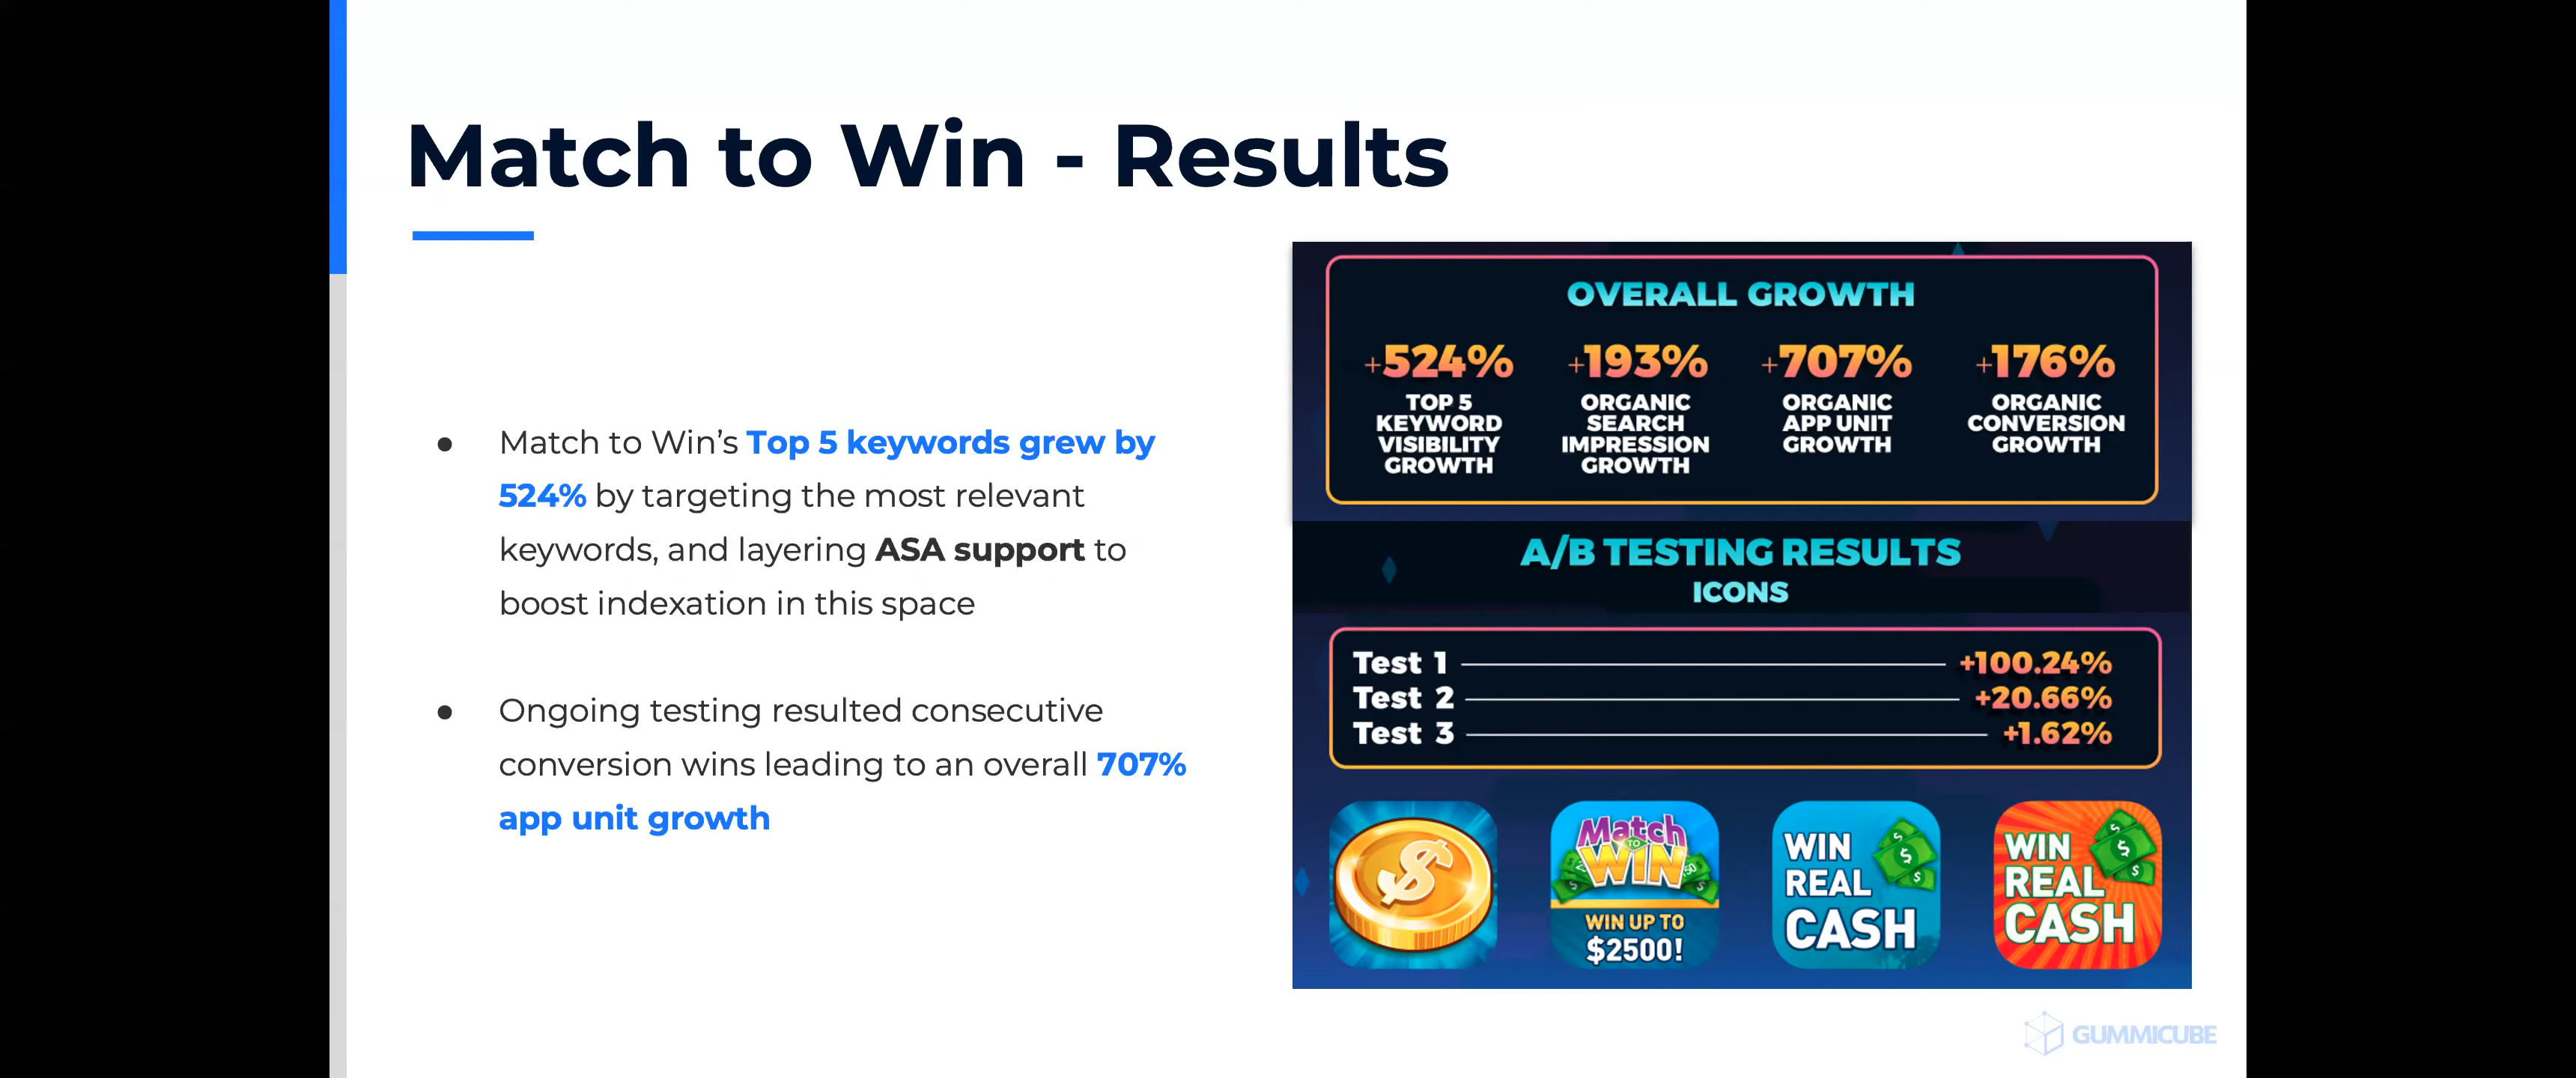 Match to Win - Results
● Match to Win’s Top 5 keywords grew by
524% by targeting the most relevant
keywords, and layering ASA support to
boost indexation in this space
● Ongoing testing resulted consecutive
conversion wins leading to an overall 707%
app unit growth
OVERALL GROWTH
+524%
TOP 5
KEYWORD
VISIBILITY
GROWTH
+193%
ORGANIC
SEARCH
IMPRESSION
GROWTH
+707%
ORGANIC
APP UNIT
GROWTH
+176%
ORGANIC
CONVERSION
GROWTH
A/B TESTING RESULTS
ICONS
Test 1 +100.24%
Test 2 +20.66%
Test 3 +1.62%
$
Match
TO
WIN
WIN UP TO
$2500!
WIN
REAL
CASH
WIN
REAL
CASH
GUMMICUBE